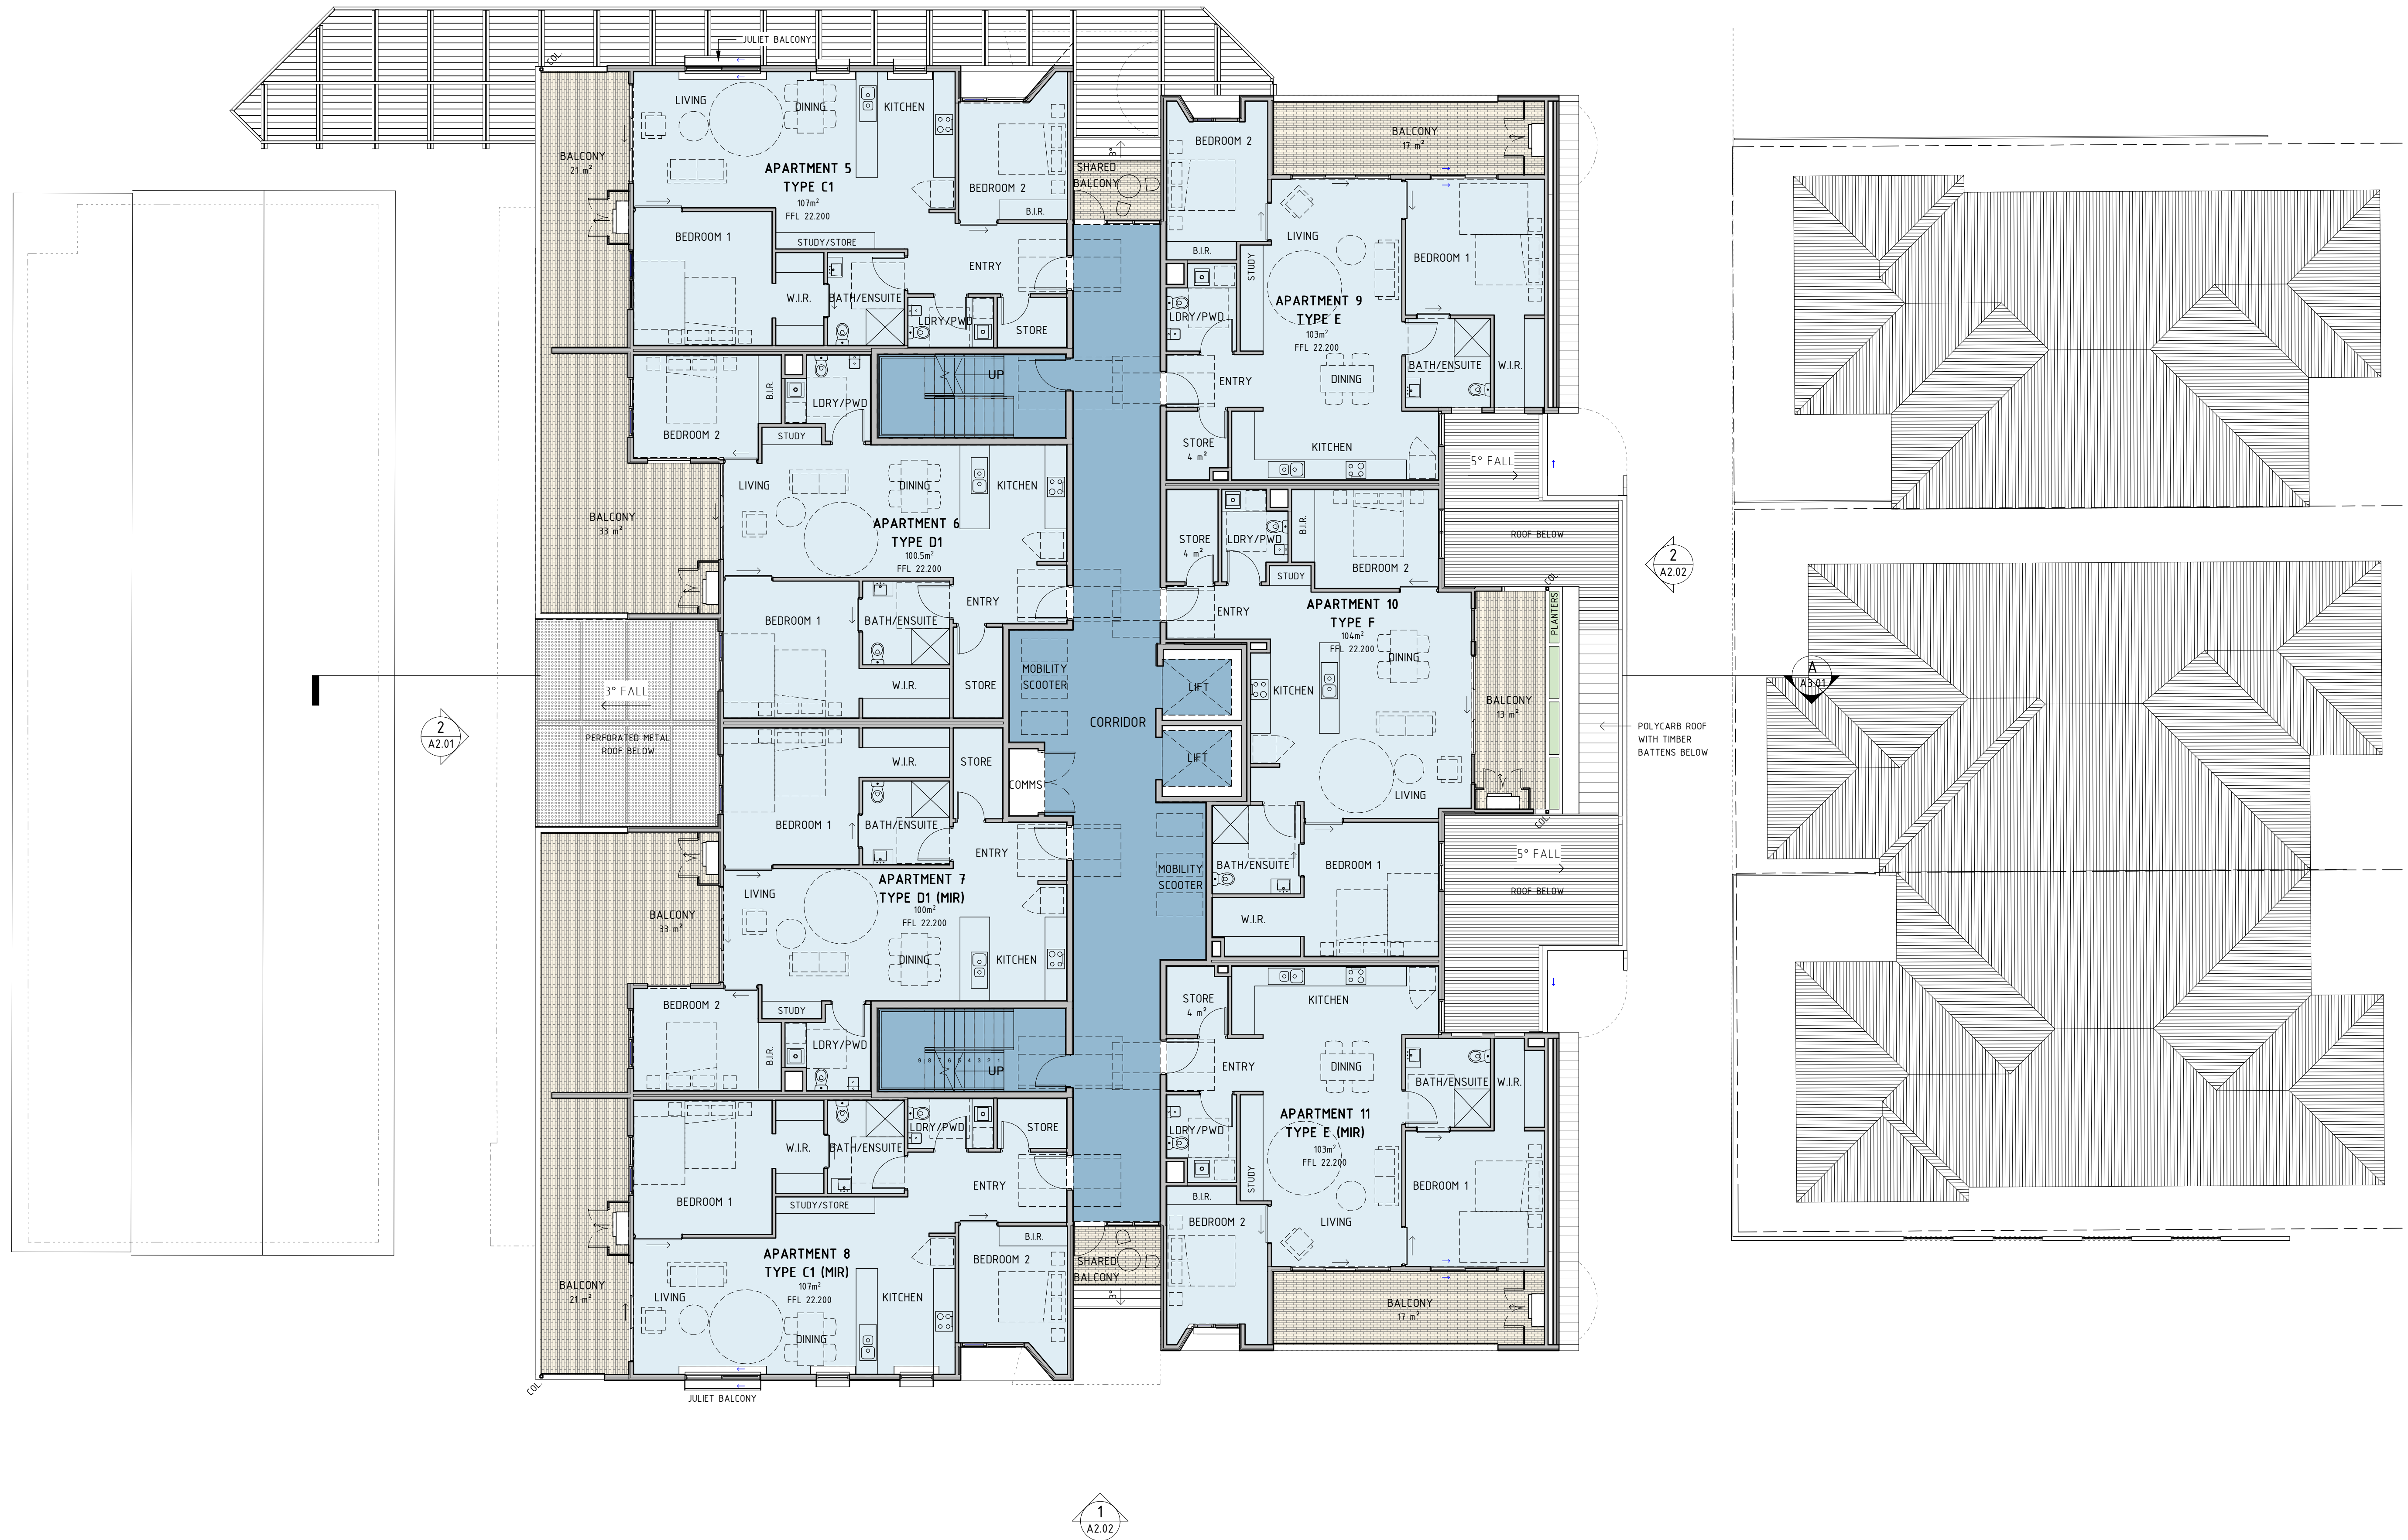 JULIET BALCONY
COL.
LIVING
DINING
KITCHEN
BALCONY
21 m²
APARTMENT 5
TYPE C1
107m²
FFL 22.200
BEDROOM 2
B.I.R.
BEDROOM 1
STUDY/STORE
W.I.R.
BATH/ENSUITE
ENTRY
LDRY/PWD
STORE
3°
SHARED
BALCONY
BEDROOM 2
BALCONY
17 m²
B.I.R.
STUDY
LIVING
BEDROOM 1
APARTMENT 9
TYPE E
103m²
FFL 22.200
LDRY/PWD
ENTRY
DINING
BATH/ENSUITE
W.I.R.
STORE
4 m²
KITCHEN
UP
BEDROOM 2
B.I.R.
LDRY/PWD
STUDY
LIVING
DINING
KITCHEN
BALCONY
33 m²
APARTMENT 6
TYPE D1
100.5m²
FFL 22.200
BEDROOM 1
BATH/ENSUITE
ENTRY
W.I.R.
STORE
5° FALL
ROOF BELOW
2
A2.02
STORE
4 m²
LDRY/PWD
B.I.R.
BEDROOM 2
STUDY
ENTRY
APARTMENT 10
TYPE F
104m²
FFL 22.200
DINING
KITCHEN
COL.
PLANTERS
BALCONY
13 m²
LIVING
COL.
A
A3.01
POLYCARB ROOF
WITH TIMBER
BATTENS BELOW
MOBILITY
SCOOTER
LIFT
CORRIDOR
LIFT
COMMS
MOBILITY
SCOOTER
3° FALL
PERFORATED METAL
ROOF BELOW
2
A2.01
BATH/ENSUITE
BEDROOM 1
W.I.R.
5° FALL
ROOF BELOW
W.I.R.
STORE
BEDROOM 1
BATH/ENSUITE
ENTRY
APARTMENT 7
TYPE D1 (MIR)
100m²
FFL 22.200
LIVING
BALCONY
33 m²
DINING
KITCHEN
BEDROOM 2
STUDY
B.I.R.
LDRY/PWD
9 8 7 6 5 4 3 2 1
UP
STORE
4 m²
KITCHEN
ENTRY
DINING
BATH/ENSUITE
W.I.R.
APARTMENT 11
TYPE E (MIR)
103m²
FFL 22.200
LDRY/PWD
STUDY
B.I.R.
BEDROOM 1
BEDROOM 2
LIVING
BALCONY
17 m²
LDRY/PWD
STORE
W.I.R.
BATH/ENSUITE
BEDROOM 1
ENTRY
STUDY/STORE
B.I.R.
BEDROOM 2
APARTMENT 8
TYPE C1 (MIR)
107m²
FFL 22.200
BALCONY
21 m²
LIVING
KITCHEN
DINING
SHARED
BALCONY
3°
COL.
JULIET BALCONY
1
A2.02